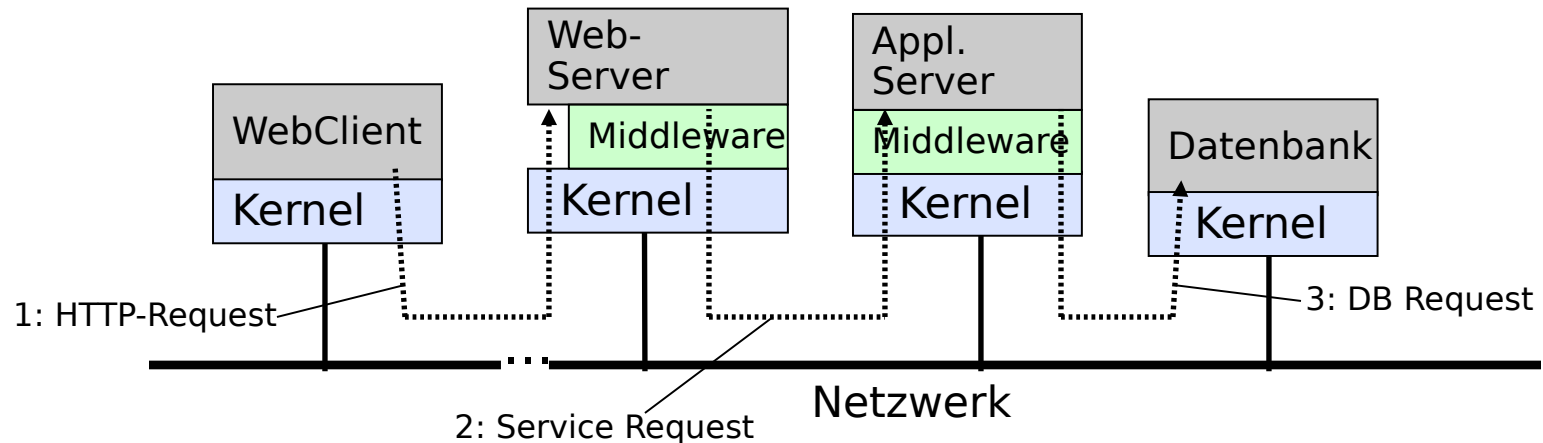 Web-
Server
Appl.
Server
WebClient
Middleware
Middleware
Datenbank
Kernel
Kernel
Kernel
Kernel
1: HTTP-Request
3: DB Request
Netzwerk
2: Service Request